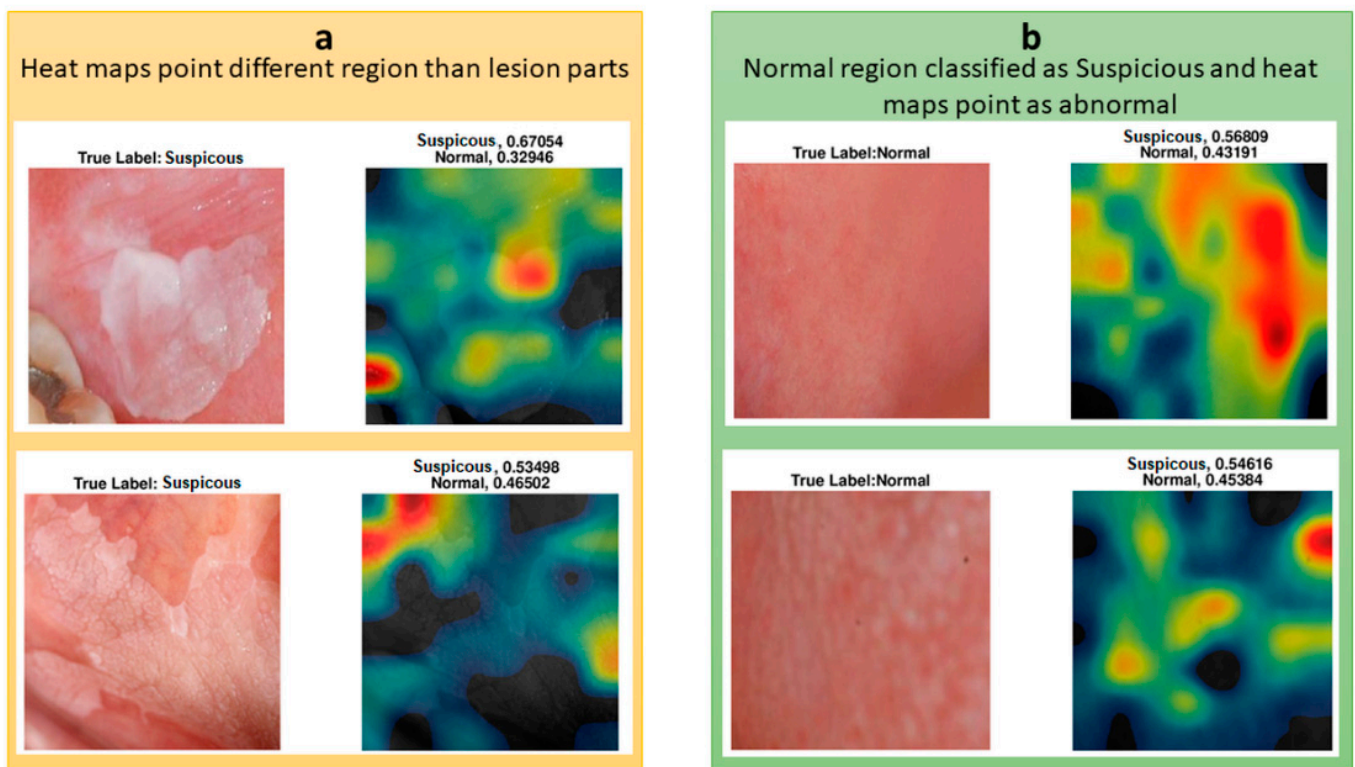 a
Heat maps point different region than lesion parts
True Label: Suspicous
Suspicous, 0.67054
Normal, 0.32946
True Label: Suspicous
Suspicous, 0.53498
Normal, 0.46502
b
Normal region classified as Suspicious and heat
maps point as abnormal
True Label:Normal
Suspicous, 0.56809
Normal, 0.43191
True Label:Normal
Suspicous, 0.54616
Normal, 0.45384